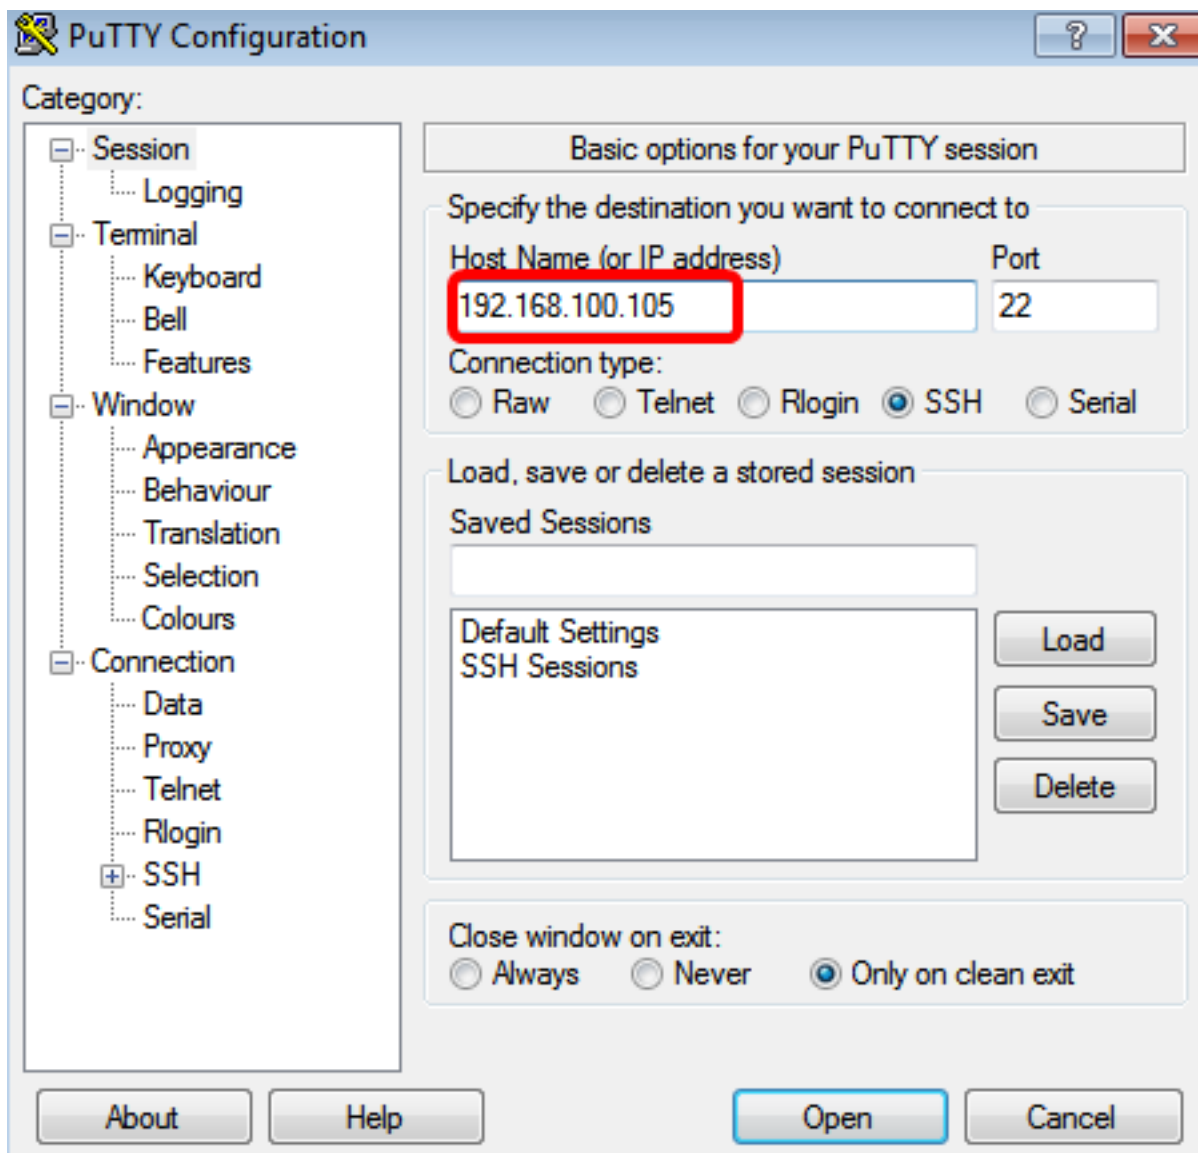 PuTTY Configuration
?
Category:
Session
Logging
Terminal
Keyboard
Bell
Features
Window
Appearance
Behaviour
Translation
Selection
Colours
Connection
Data
Proxy
Telnet
Rlogin
SSH
Serial
Basic options for your PuTTY session
Specify the destination you want to connect to
Host Name (or IP address) Port
192.168.100.105 22
Connection type:
Raw Telnet Rlogin SSH Serial
Load, save or delete a stored session
Saved Sessions
Default Settings
SSH Sessions
Load
Save
Delete
Close window on exit:
Always Never Only on clean exit
About Help Open Cancel